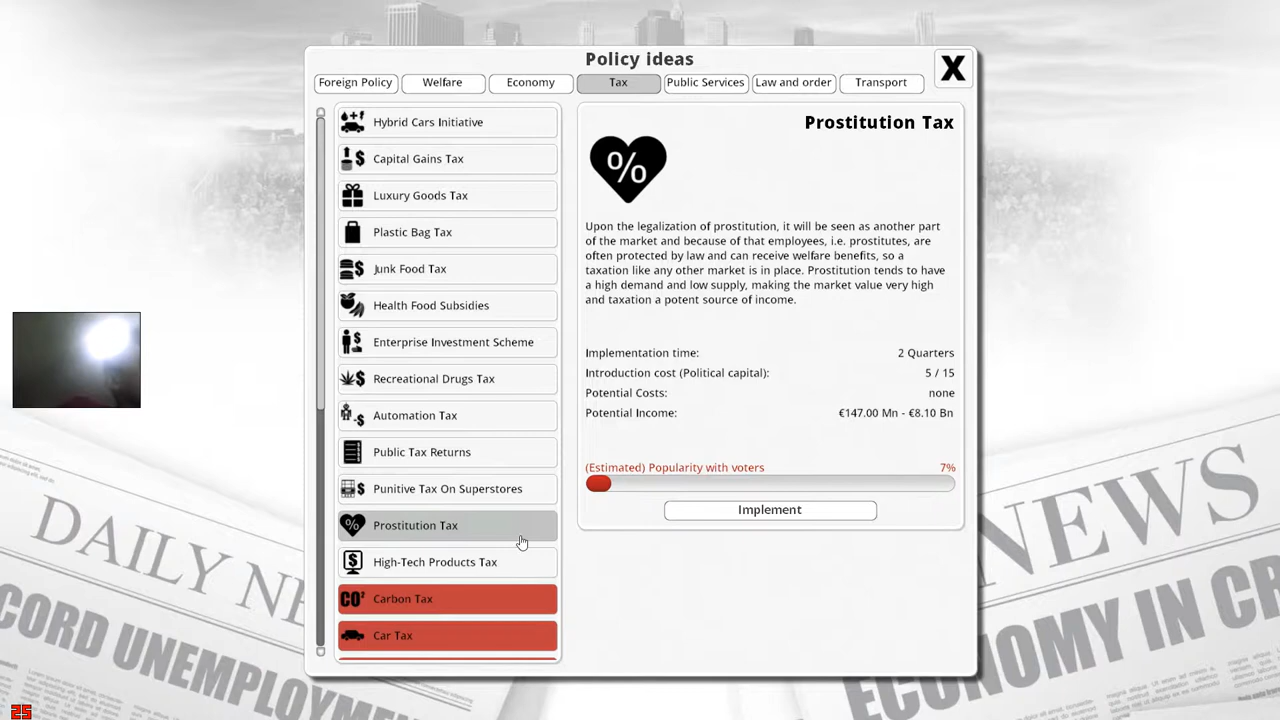 Policy ideas
X
Foreign Policy
Welfare
Economy
Tax
Public Services
Law and order
Transport
Hybrid Cars Initiative
Capital Gains Tax
Luxury Goods Tax
Plastic Bag Tax
Junk Food Tax
Health Food Subsidies
Enterprise Investment Scheme
Recreational Drugs Tax
Automation Tax
Public Tax Returns
Punitive Tax On Superstores
Prostitution Tax
High-Tech Products Tax
CO² Carbon Tax
Car Tax
Prostitution Tax
%
Upon the legalization of prostitution, it will be seen as another part
of the market and because of that employees, i.e. prostitutes, are
often protected by law and can receive welfare benefits, so a
taxation like any other market is in place. Prostitution tends to have
a high demand and low supply, making the market value very high
and taxation a potent source of income.
Implementation time: 2 Quarters
Introduction cost (Political capital): 5 / 15
Potential Costs: none
Potential Income: €147.00 Mn - €8.10 Bn
(Estimated) Popularity with voters 7%
Implement
DAILY NE
CORD UNEMPLOYM
NEWS
ECONOMY IN CR
25